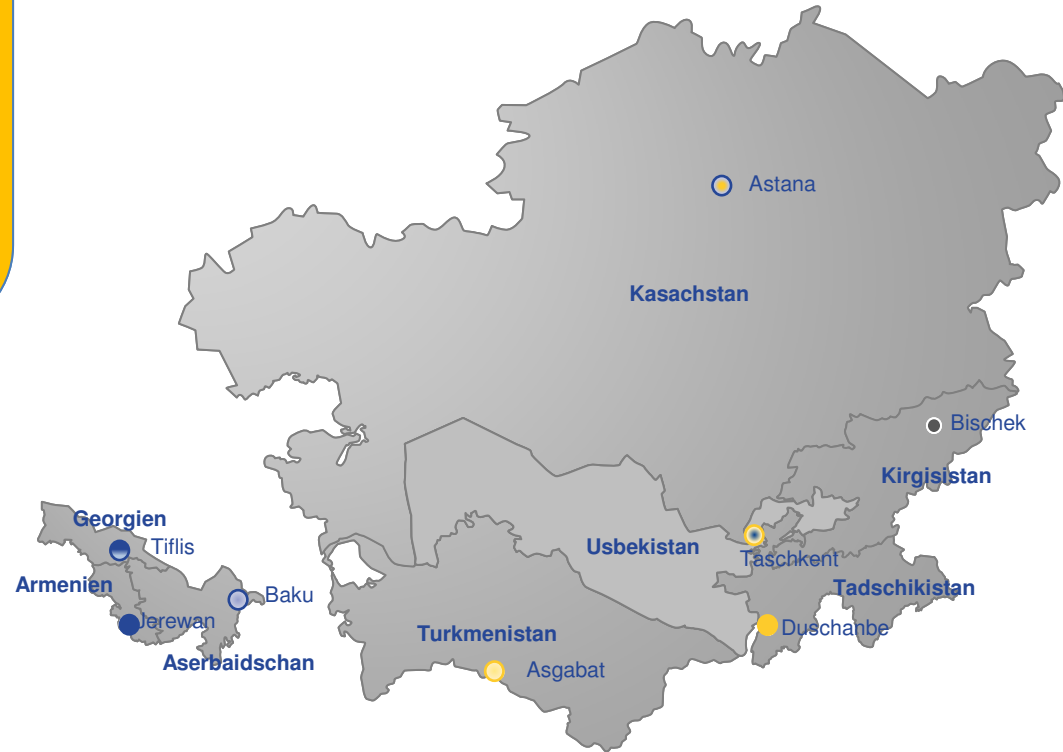 Astana
Kasachstan
Bischek
Kirgisistan
Georgien
Tiflis
Usbekistan
Taschkent
Armenien
Baku
Tadschikistan
Jerewan
Turkmenistan
Duschanbe
Aserbaidschan
Asgabat